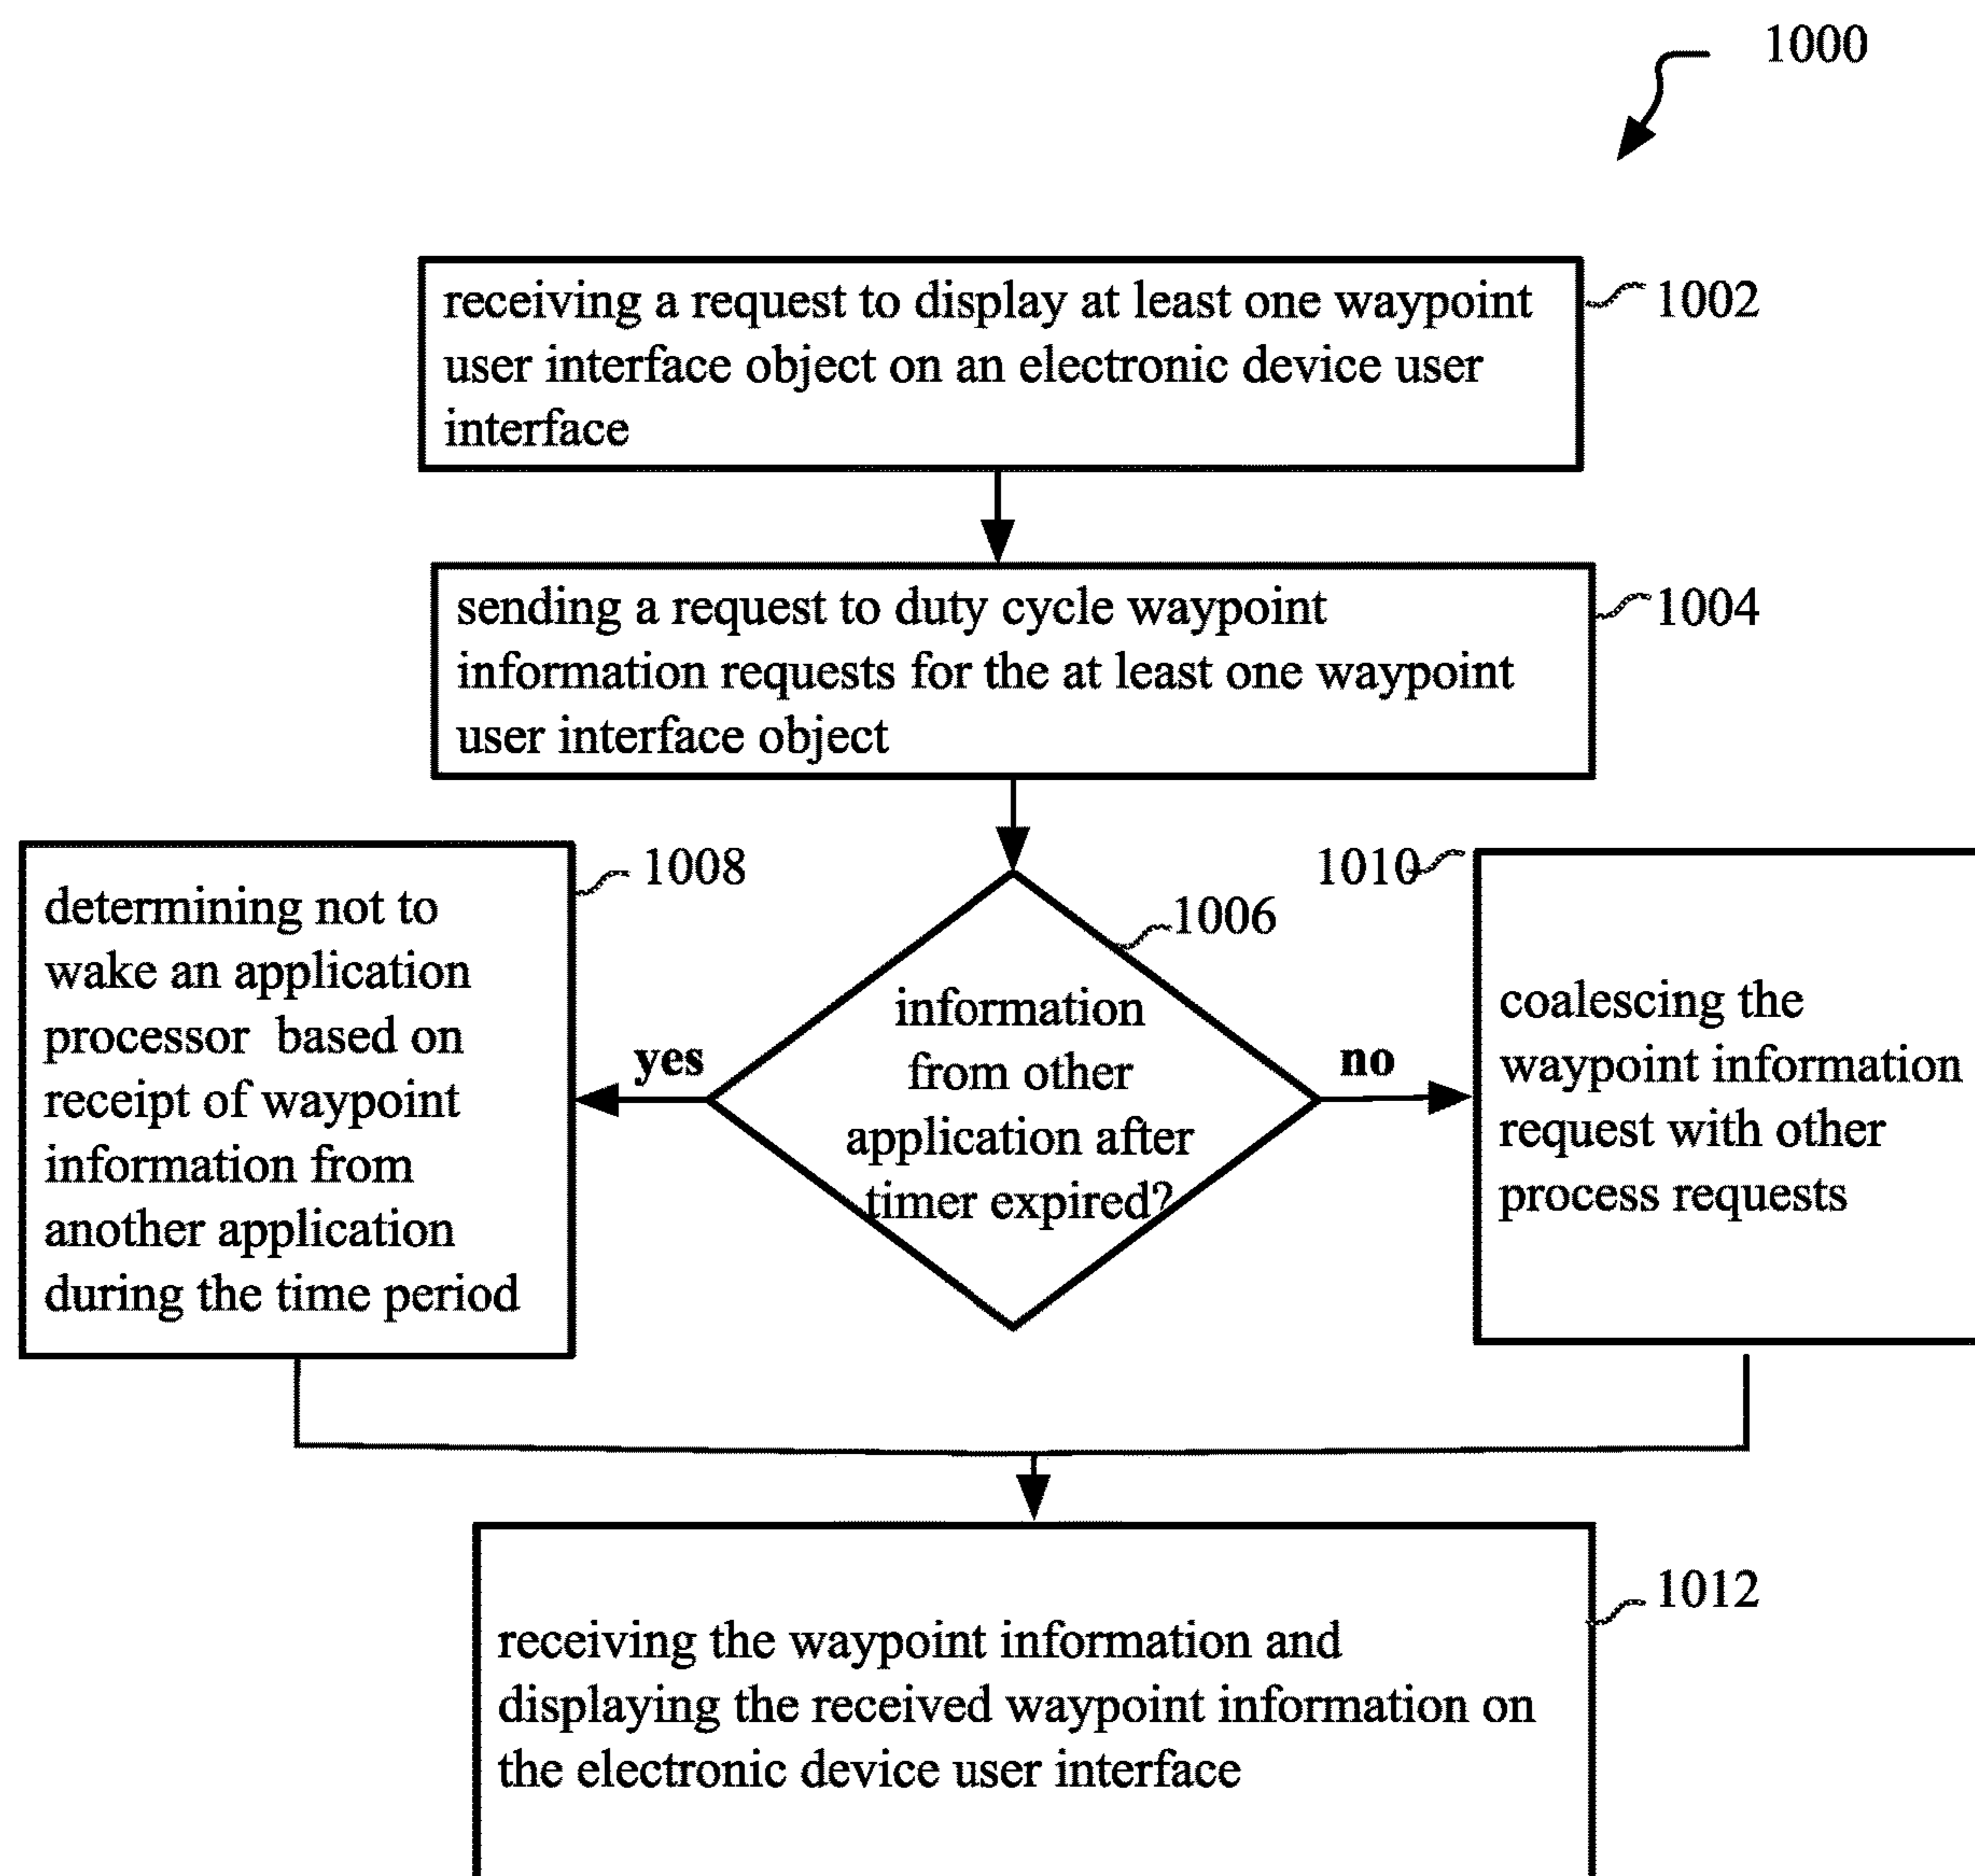 1000
receiving a request to display at least one waypoint
user interface object on an electronic device user
interface
1002
sending a request to duty cycle waypoint
information requests for the at least one waypoint
user interface object
1004
determining not to
wake an application
processor based on
receipt of waypoint
information from
another application
during the time period
1008
yes
information
from other
application after
timer expired?
1006
no
1010
coalescing the
waypoint information
request with other
process requests
receiving the waypoint information and
displaying the received waypoint information on
the electronic device user interface
1012